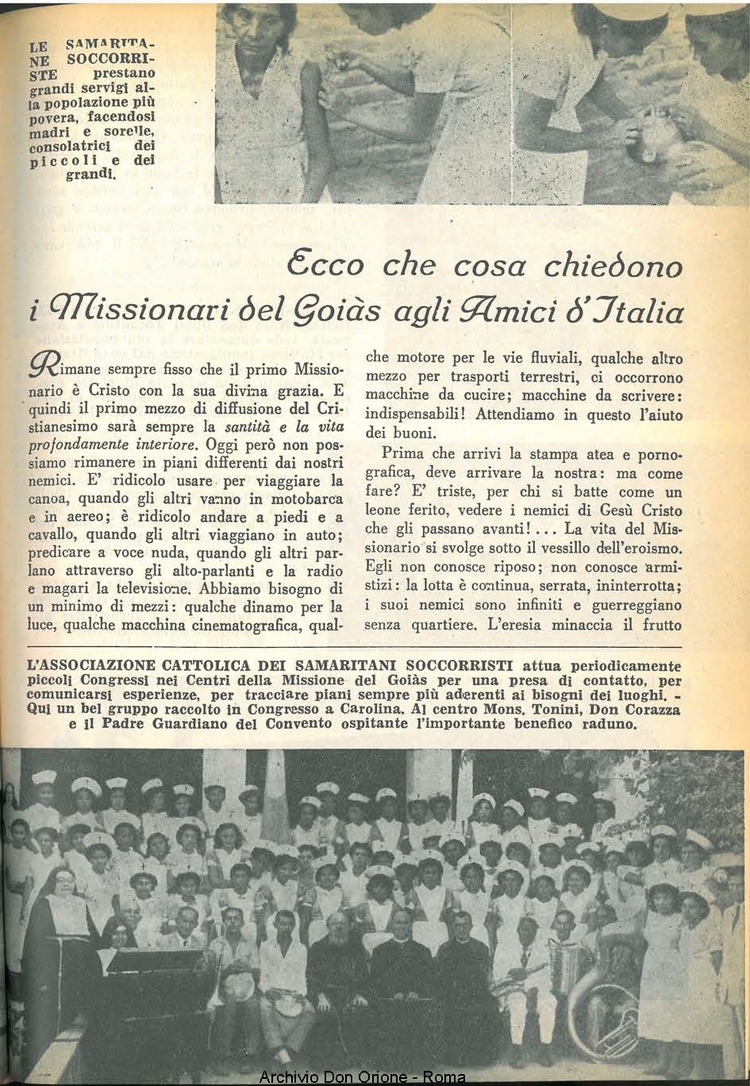 LE SAMARITA-
NE SOCCORRI-
STE prestano
grandi servigi al-
la popolazione più
povera, facendosi
madri e sorelle,
consolatrici dei
piccoli e dei
grandi.
Ecco che cosa chiedono
i Missionari del Goiàs agli Amici d'Italia
Rimane sempre fisso che il primo Missio-
nario è Cristo con la sua divina grazia. E
quindi il primo mezzo di diffusione del Cri-
stianesimo sarà sempre la santità e la vita
profondamente interiore. Oggi però non pos-
siamo rimanere in piani differenti dai nostri
nemici. E' ridicolo usare per viaggiare la
canoa, quando gli altri vanno in motobarca
e in aereo; è ridicolo andare a piedi e a
cavallo, quando gli altri viaggiano in auto;
predicare a voce nuda, quando gli altri par-
lano attraverso gli alto-parlanti e la radio
e magari la televisione. Abbiamo bisogno di
un minimo di mezzi: qualche dinamo per la
luce, qualche macchina cinematografica, qual-
che motore per le vie fluviali, qualche altro
mezzo per trasporti terrestri, ci occorrono
macchine da cucire; macchine da scrivere:
indispensabili! Attendiamo in questo l'aiuto
dei buoni.
Prima che arrivi la stampa atea e porno-
grafica, deve arrivare la nostra: ma come
fare? E' triste, per chi si batte come un
leone ferito, vedere i nemici di Gesù Cristo
che gli passano avanti!... La vita del Mis-
sionario si svolge sotto il vessillo dell'eroismo.
Egli non conosce riposo; non conosce armi-
stizi: la lotta è continua, serrata, ininterrotta;
i suoi nemici sono infiniti e guerreggiano
senza quartiere. L'eresia minaccia il frutto
L'ASSOCIAZIONE CATTOLICA DEI SAMARITANI SOCCORRISTI attua periodicamente
piccoli Congressi nei Centri della Missione del Goiàs per una presa di contatto, per
comunicarsi esperienze, per tracciare piani sempre più aderenti ai bisogni dei luoghi. -
Qui un bel gruppo raccolto in Congresso a Carolina. Al centro Mons. Tonini, Don Corazza
e il Padre Guardiano del Convento ospitante l'importante benefico raduno.
Archivio Don Orione - Roma